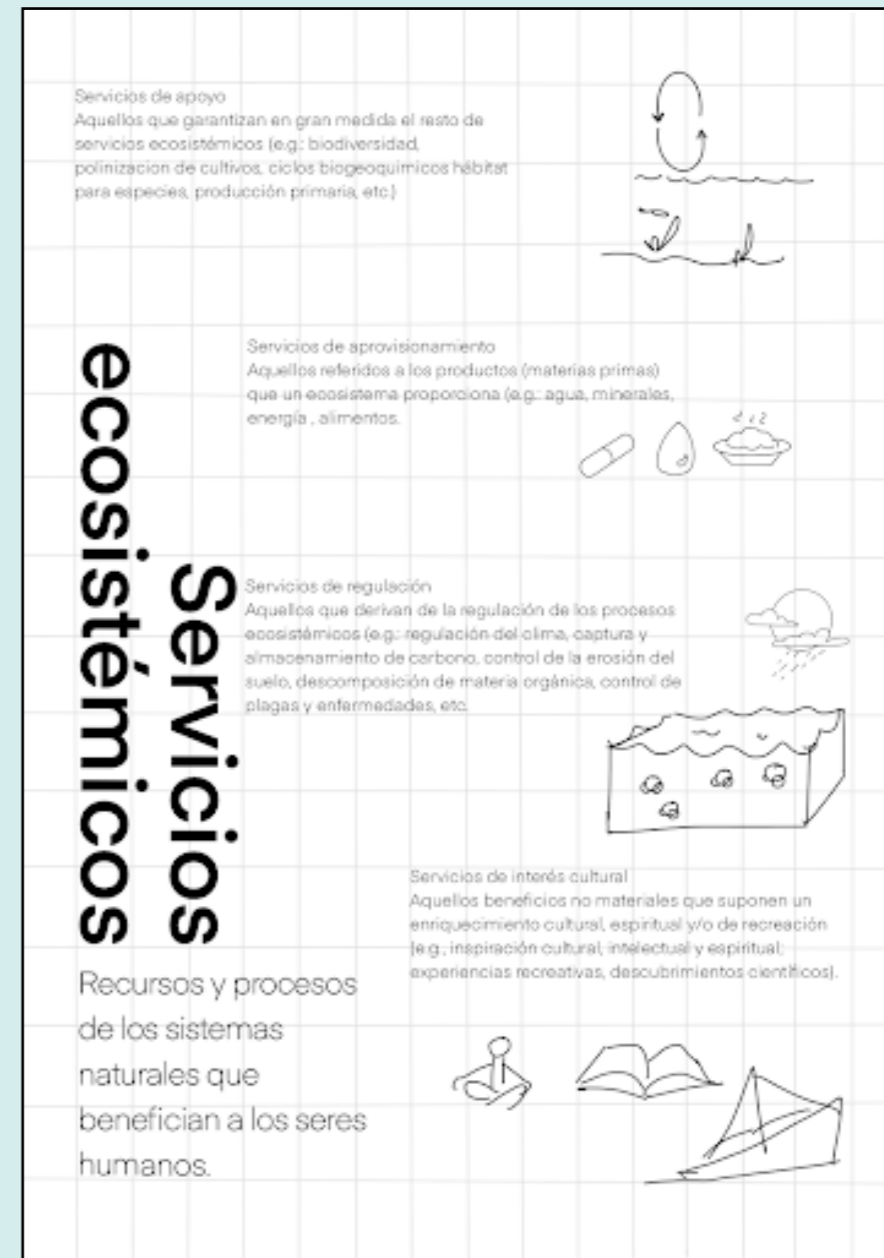 Servicios de apoyo
Aquellos que garantizan en gran medida el resto de
servicios ecosistémicos (e.g.: biodiversidad,
polinizacion de cultivos, ciclos biogeoquimicos hábitat
para especies, producción primaria, etc.)
Servicios de aprovisionamiento
Aquellos referidos a los productos (materias primas)
que un ecosistema proporciona (e.g.: agua, minerales,
energía , alimentos.
Servicios
ecosistémicos
Servicios de regulación
Aquellos que derivan de la regulación de los procesos
ecosistémicos (e.g.: regulación del clima, captura y
almacenamiento de carbono, control de la erosión del
suelo, descomposición de materia orgánica, control de
plagas y enfermedades, etc.
Servicios de interés cultural
Aquellos beneficios no materiales que suponen un
enriquecimiento cultural, espiritual y/o de recreación
(e.g., inspiración cultural, intelectual y espiritual;
experiencias recreativas, descubrimientos científicos).
Recursos y procesos
de los sistemas
naturales que
benefician a los seres
humanos.